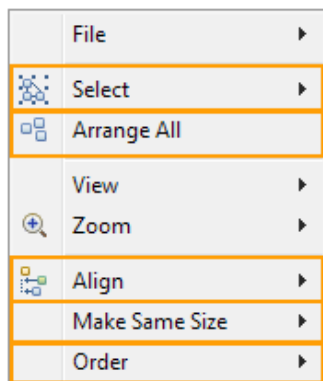 File
Select
Arrange All
View
Zoom
Align
Make Same Size
Order